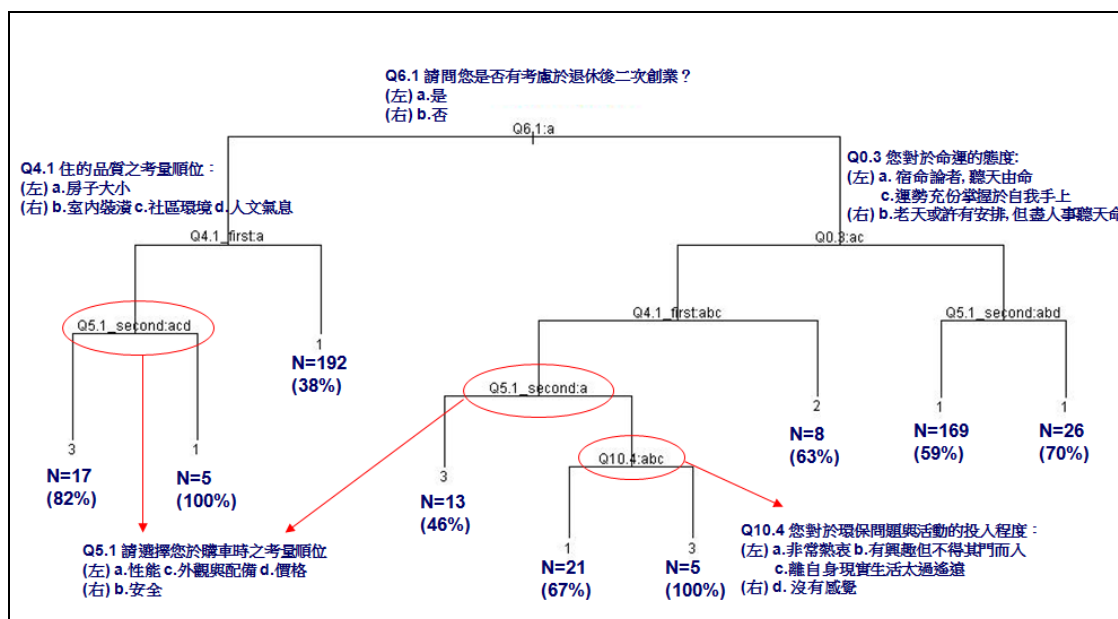 Q6.1 請問您是否有考慮於退休後二次創業？
(左) a.是
(右) b.否
Q6.1:a
Q4.1 住的品質之考量順位：
(左) a.房子大小
(右) b.室內裝潢 c.社區環境 d.人文氣息
Q4.1_first:a
Q0.3 您對於命運的態度:
(左) a. 宿命論者, 聽天由命
c.運勢充份掌握於自我手上
(右) b.老天或許有安排, 但盡人事聽天命
Q0.3:ac
Q5.1_second:acd
1
N=192
(38%)
Q4.1_first:abc
Q5.1_second:abd
Q5.1_second:a
3
N=17
(82%)
1
N=5
(100%)
2
N=8
(63%)
1
N=169
(59%)
1
N=26
(70%)
3
N=13
(46%)
Q10.4:abc
1
N=21
(67%)
3
N=5
(100%)
Q5.1 請選擇您於購車時之考量順位
(左) a.性能 c.外觀與配備 d.價格
(右) b.安全
Q10.4 您對於環保問題與活動的投入程度：
(左) a.非常熱衷 b.有興趣但不得其門而入
c.離自身現實生活太過遙遠
(右) d. 沒有感覺